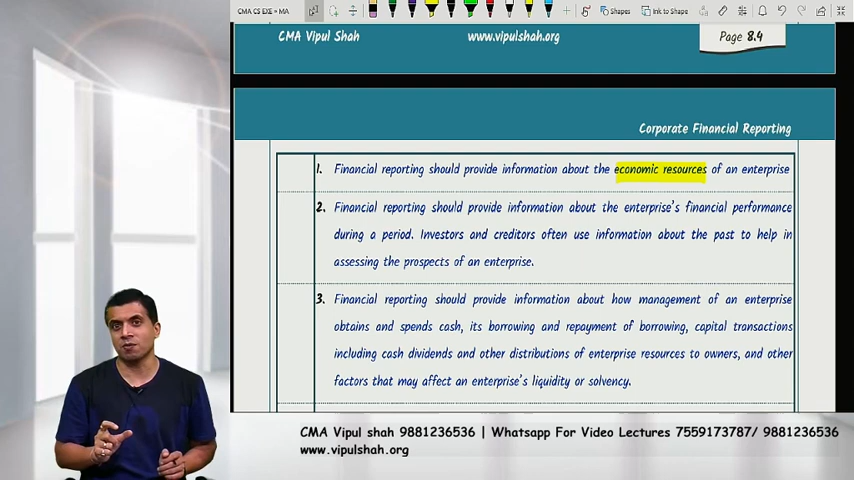 CMA CS EXE = MA
Shapes
Ink to Shape
CMA Vipul Shah
www.vipulshah.org
Page 8.4
Corporate Financial Reporting
1. Financial reporting should provide information about the economic resources of an enterprise
2. Financial reporting should provide information about the enterprise's financial performance
during a period. Investors and creditors often use information about the past to help in
assessing the prospects of an enterprise.
3. Financial reporting should provide information about how management of an enterprise
obtains and spends cash, its borrowing and repayment of borrowing, capital transactions
including cash dividends and other distributions of enterprise resources to owners, and other
factors that may affect an enterprise's liquidity or solvency.
CMA Vipul shah 9881236536 | Whatsapp For Video Lectures 7559173787/ 9881236536
www.vipulshah.org